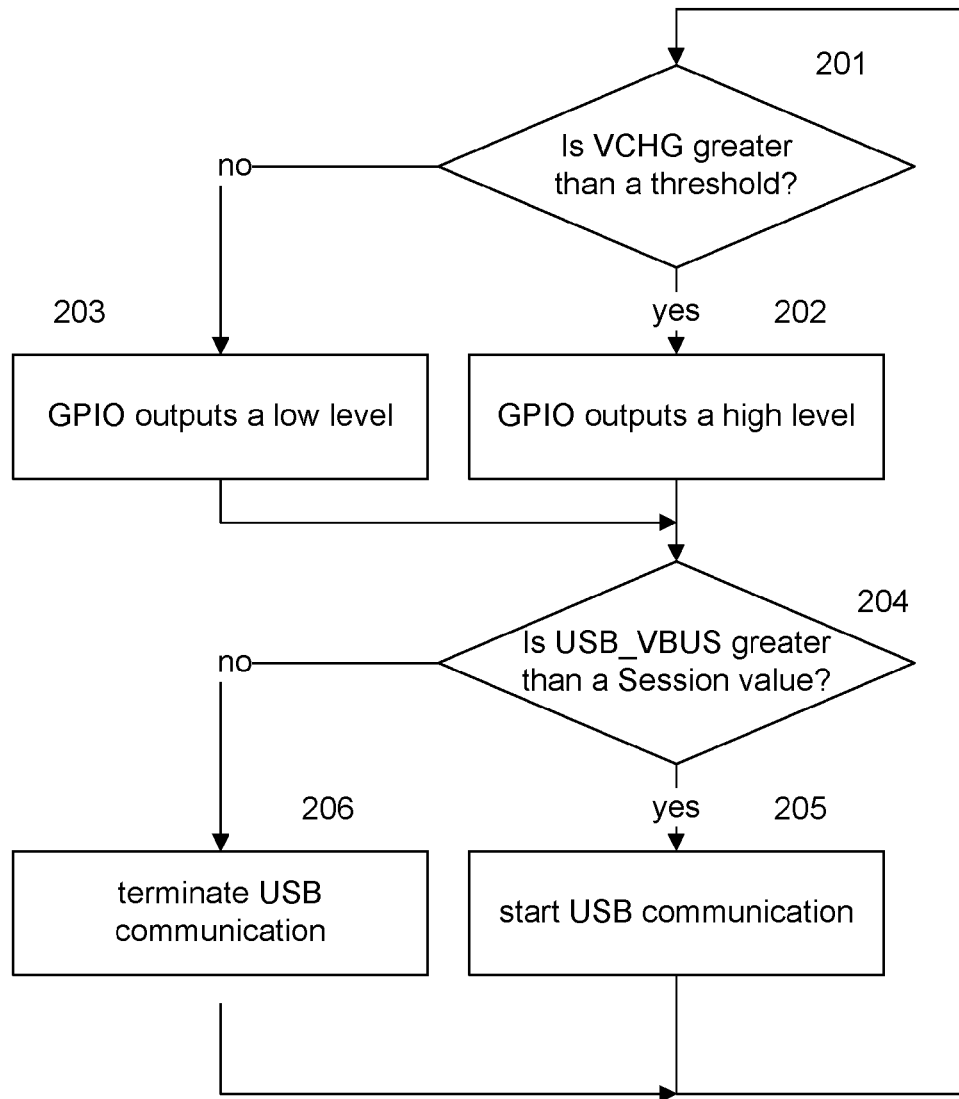 201
Is VCHG greater
than a threshold?
no
yes
203
202
GPIO outputs a low level
GPIO outputs a high level
204
Is USB_VBUS greater
than a Session value?
no
yes
206
205
terminate USB
communication
start USB communication